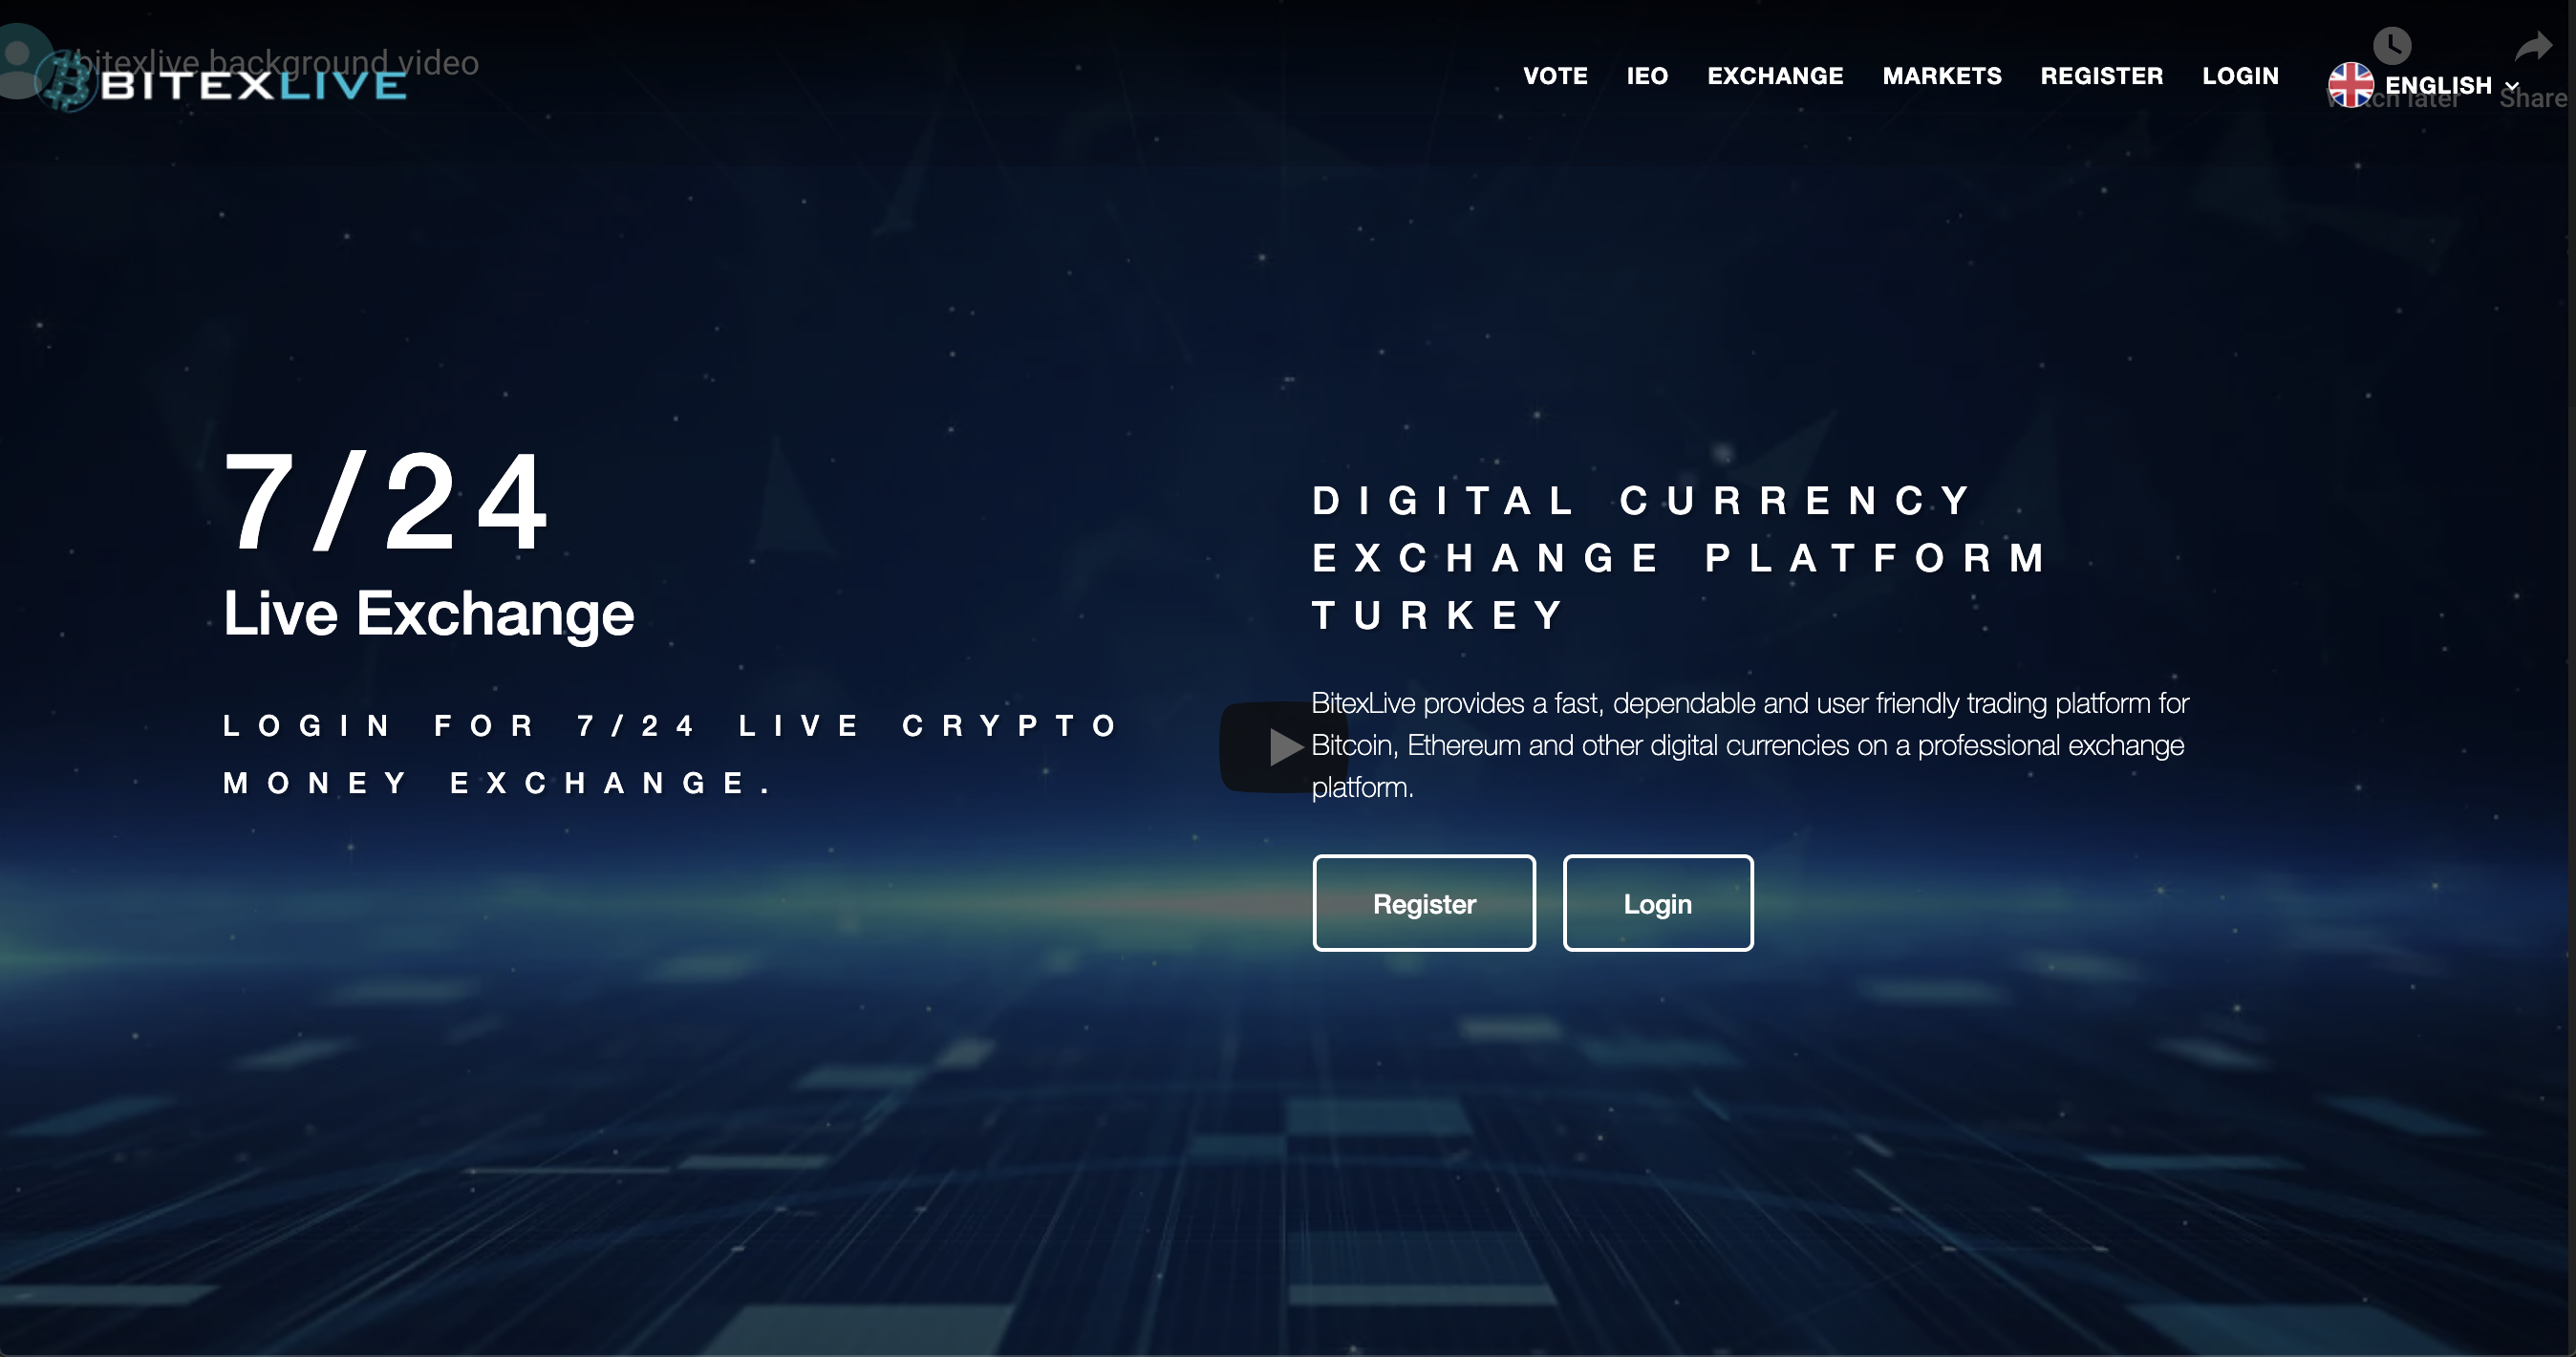 bitexlive background video
BITEXLIVE
VOTE IEO EXCHANGE MARKETS REGISTER LOGIN ENGLISH
Watch later Share
7/24
Live Exchange
LOGIN FOR 7/24 LIVE CRYPTO
MONEY EXCHANGE.
DIGITAL CURRENCY
EXCHANGE PLATFORM
TURKEY
BitexLive provides a fast, dependable and user friendly trading platform for
Bitcoin, Ethereum and other digital currencies on a professional exchange
platform.
Register Login